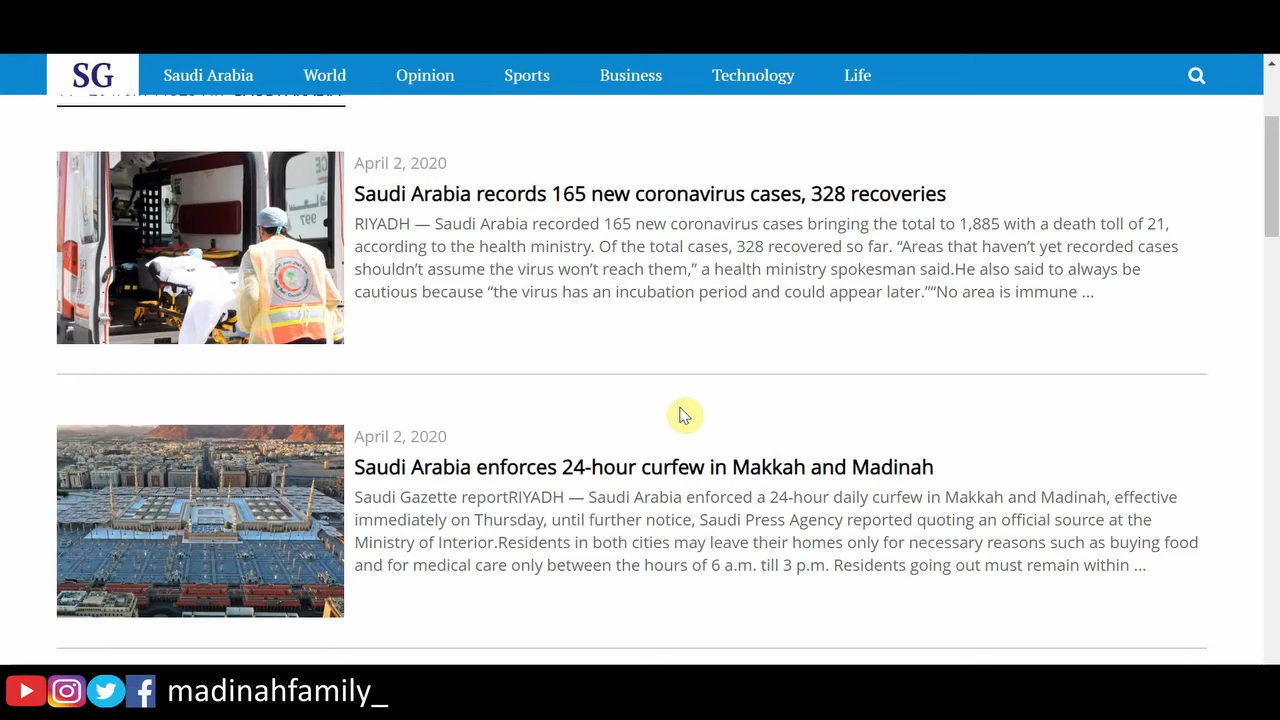 SG Saudi Arabia World Opinion Sports Business Technology Life
April 2, 2020
Saudi Arabia records 165 new coronavirus cases, 328 recoveries
RIYADH — Saudi Arabia recorded 165 new coronavirus cases bringing the total to 1,885 with a death toll of 21,
according to the health ministry. Of the total cases, 328 recovered so far. “Areas that haven’t yet recorded cases
shouldn’t assume the virus won’t reach them,” a health ministry spokesman said.He also said to always be
cautious because “the virus has an incubation period and could appear later.”“No area is immune ...
997
April 2, 2020
Saudi Arabia enforces 24-hour curfew in Makkah and Madinah
Saudi Gazette reportRIYADH — Saudi Arabia enforced a 24-hour daily curfew in Makkah and Madinah, effective
immediately on Thursday, until further notice, Saudi Press Agency reported quoting an official source at the
Ministry of Interior.Residents in both cities may leave their homes only for necessary reasons such as buying food
and for medical care only between the hours of 6 a.m. till 3 p.m. Residents going out must remain within ...
madinahfamily_